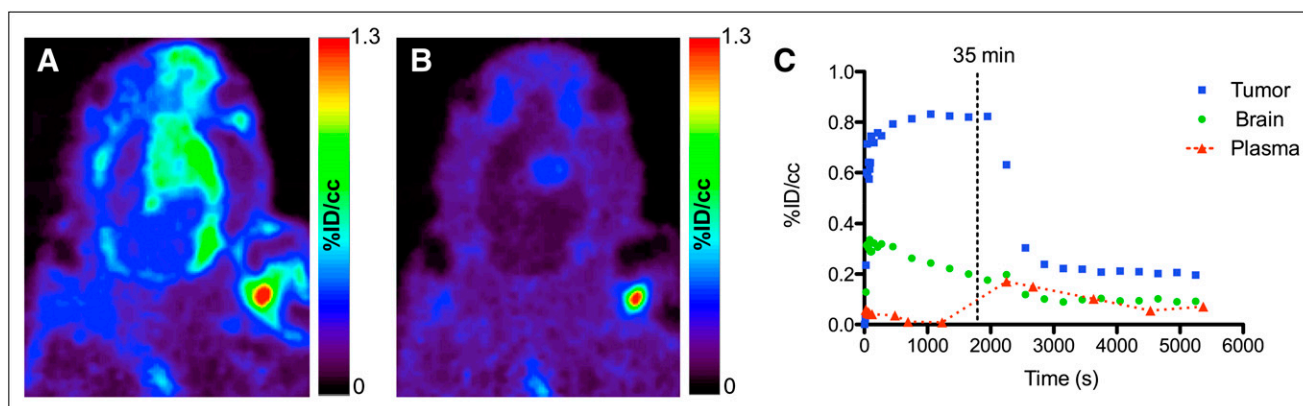 A
1.3
%ID/cc
0
B
1.3
%ID/cc
0
C
35 min
Tumor
Brain
Plasma
%ID/cc
1.0
0.8
0.6
0.4
0.2
0.0
0 1000 2000 3000 4000 5000 6000
Time (s)